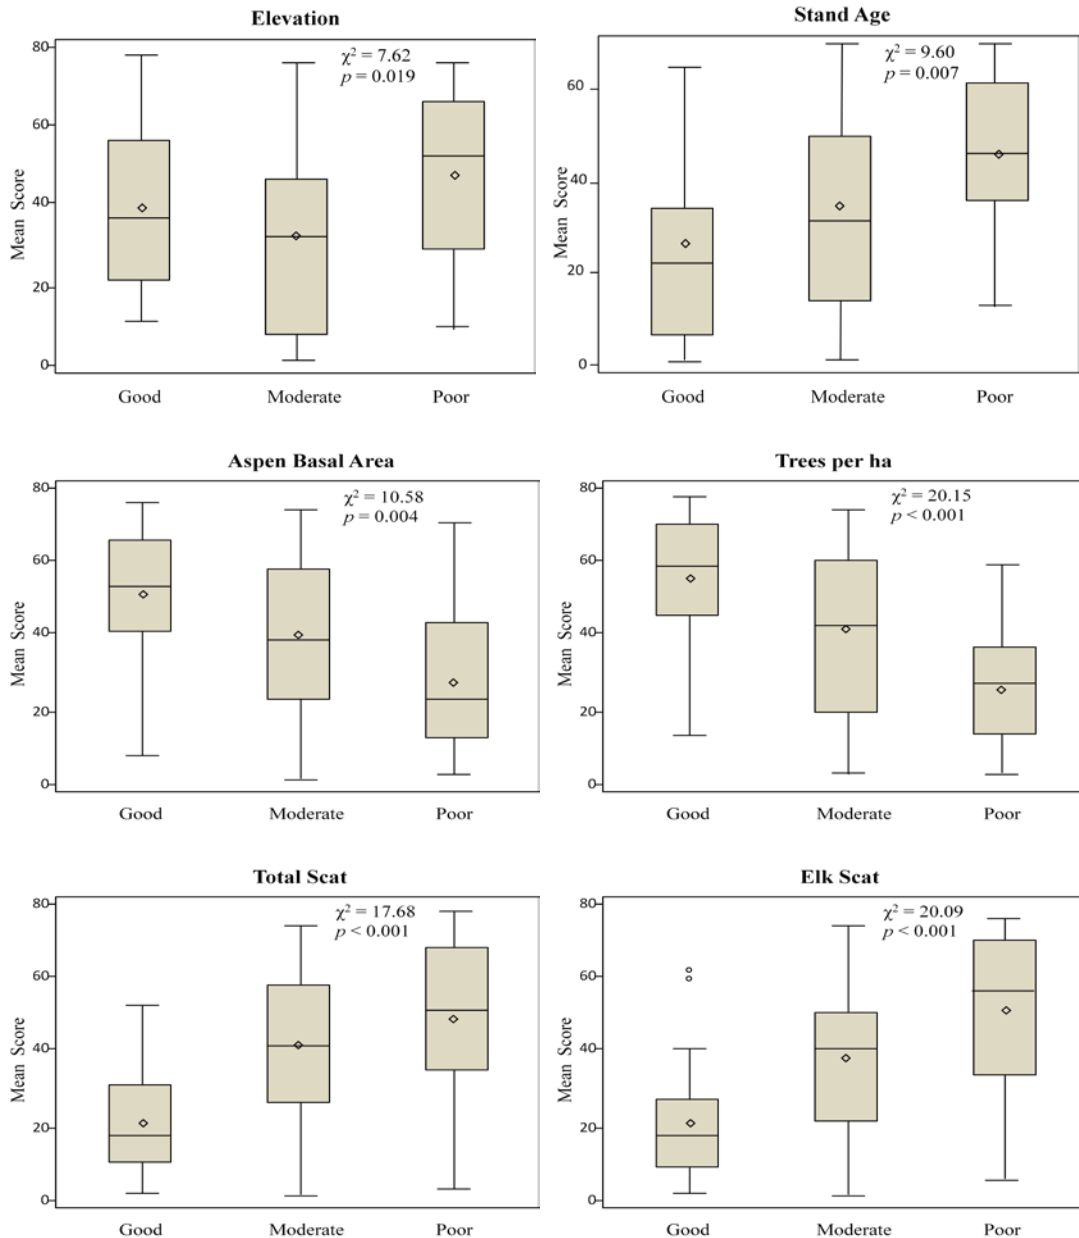 Elevation
χ² = 7.62
p = 0.019
80
60
40
20
0
Mean Score
Good Moderate Poor
Stand Age
χ² = 9.60
p = 0.007
60
40
20
0
Mean Score
Good Moderate Poor
Aspen Basal Area
χ² = 10.58
p = 0.004
80
60
40
20
0
Mean Score
Good Moderate Poor
Trees per ha
χ² = 20.15
p < 0.001
80
60
40
20
0
Mean Score
Good Moderate Poor
Total Scat
χ² = 17.68
p < 0.001
80
60
40
20
0
Mean Score
Good Moderate Poor
Elk Scat
χ² = 20.09
p < 0.001
80
60
40
20
0
Mean Score
Good Moderate Poor